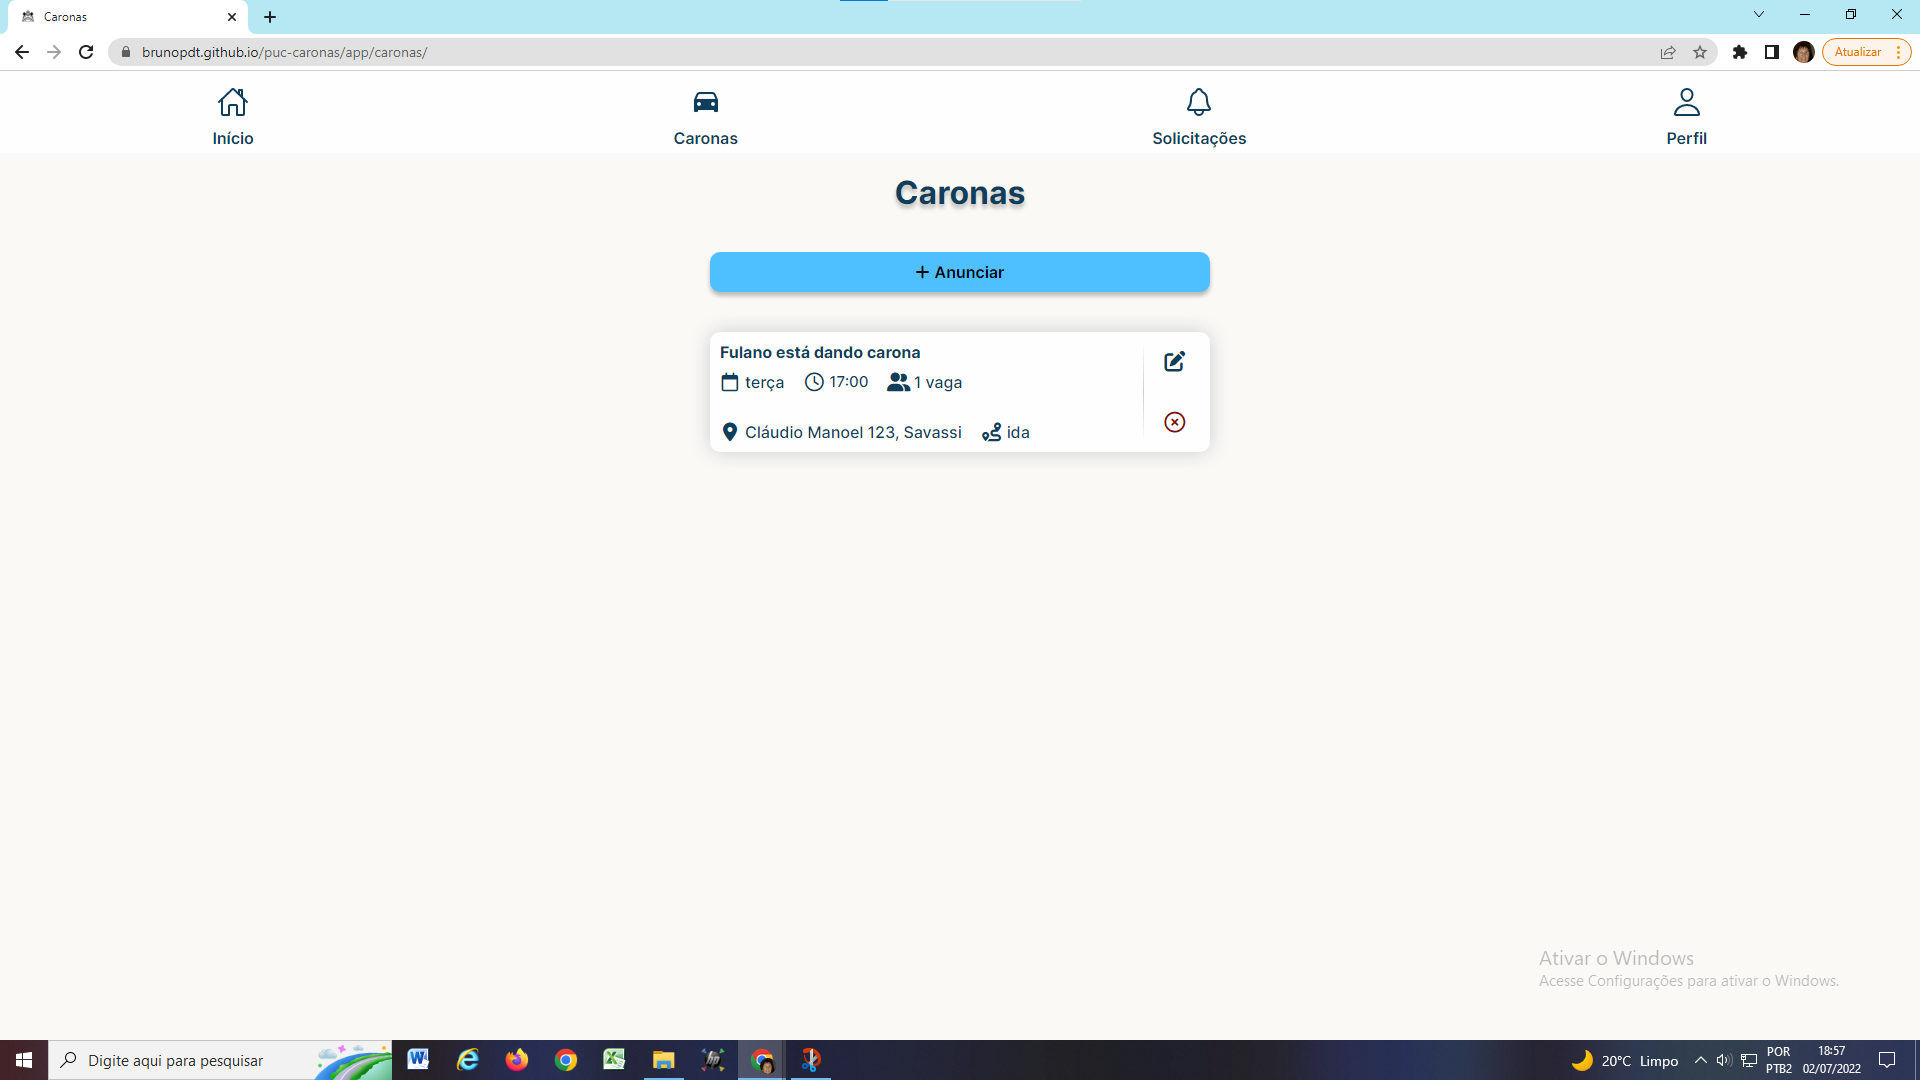 Caronas
brunopdt.github.io/puc-caronas/app/caronas/
Atualizar
Início
Caronas
Solicitações
Perfil
Caronas
+ Anunciar
Fulano está dando carona
terça 17:00 1 vaga
Cláudio Manoel 123, Savassi ida
Ativar o Windows
Acesse Configurações para ativar o Windows.
Digite aqui para pesquisar
20°C Limpo
POR
PTB2
18:57
02/07/2022